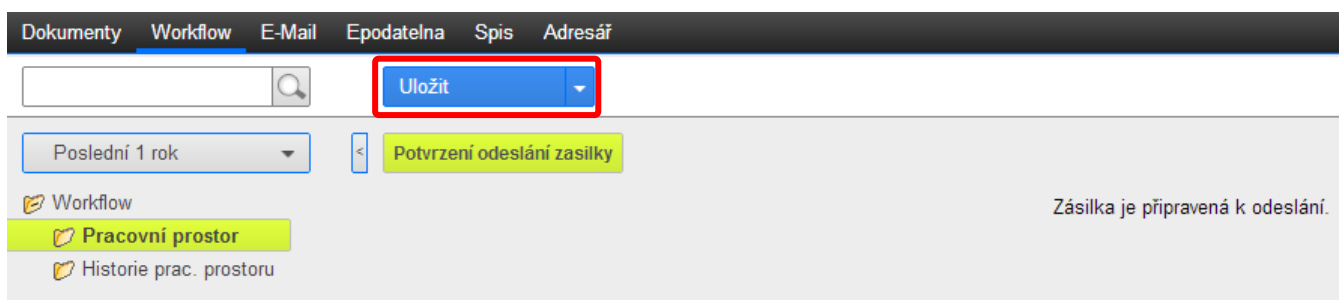 Dokumenty Workflow E-Mail Epodatelna Spis Adresář
Uložit
Poslední 1 rok < Potvrzení odeslání zasilky
Workflow Zásilka je připravená k odeslání.
Pracovní prostor
Historie prac. prostoru